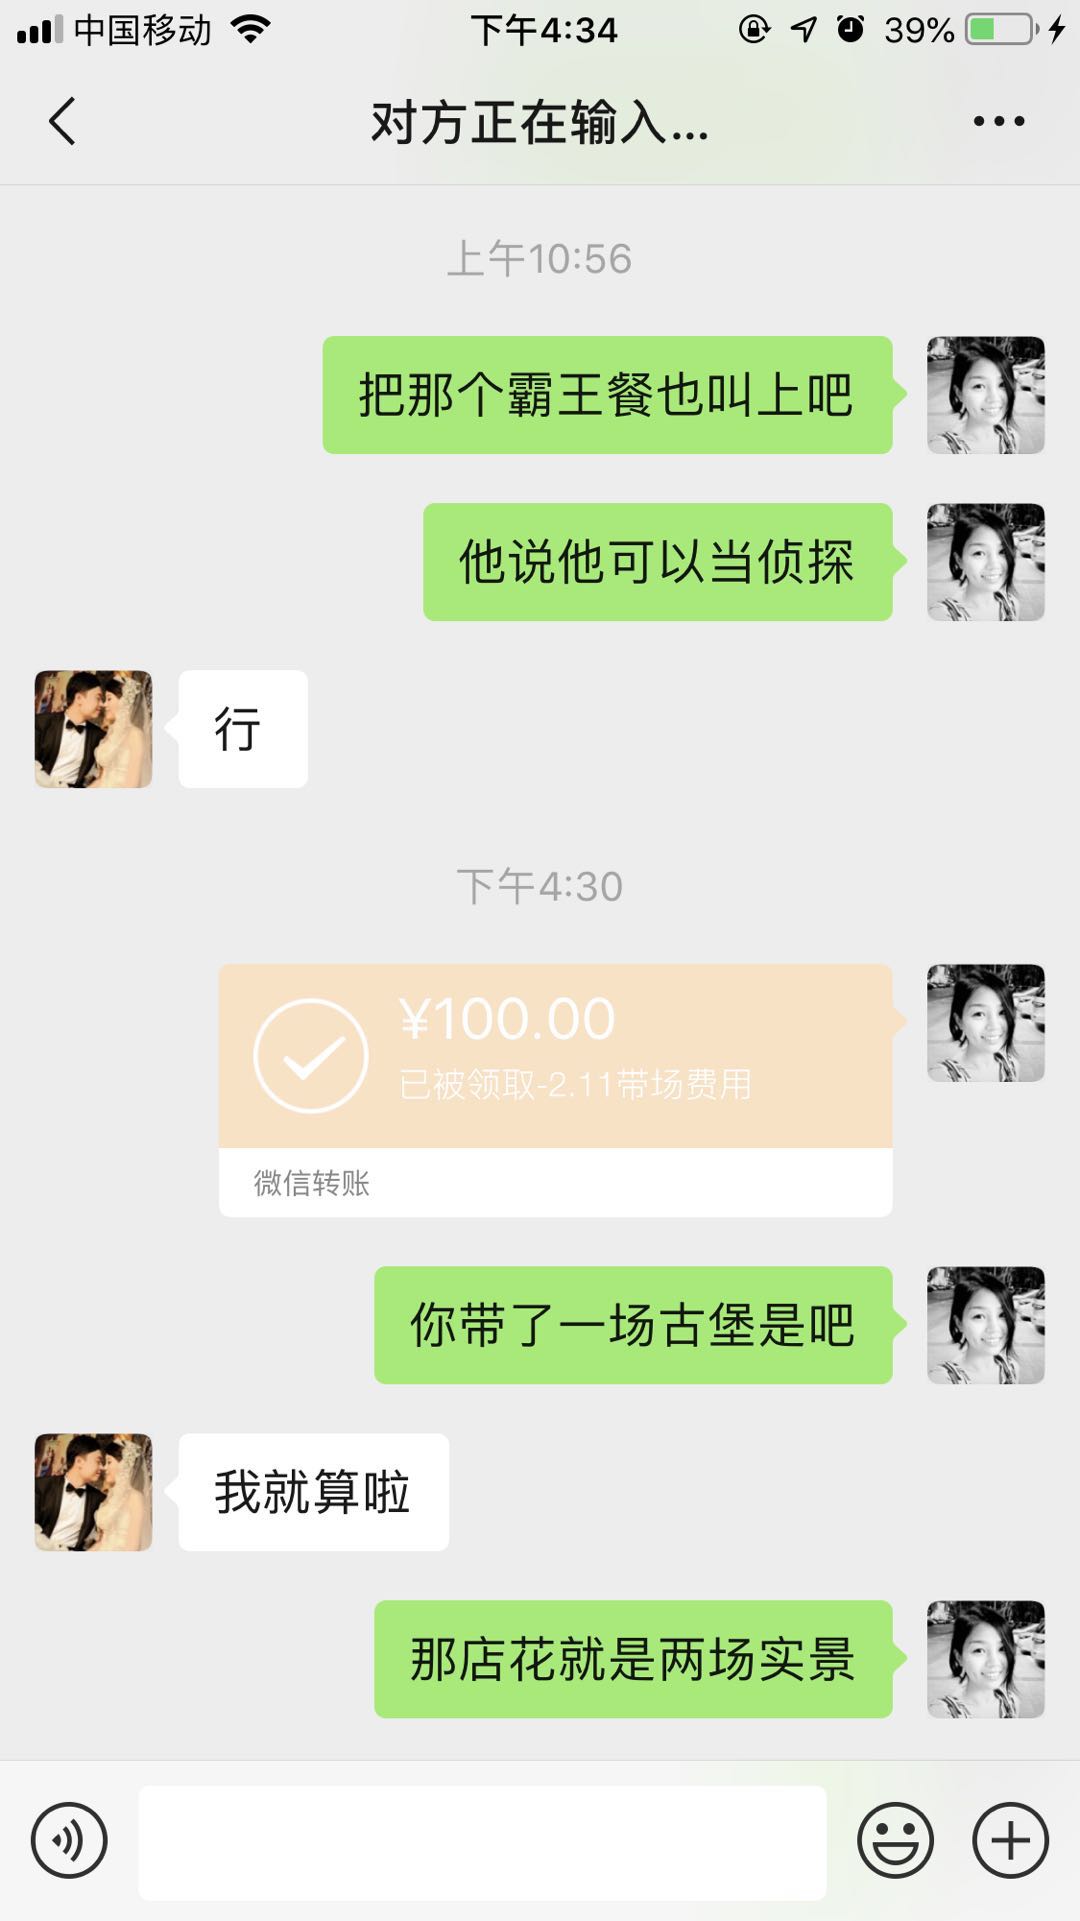 中国移动
下午4:34
39%
对方正在输入...
上午10:56
把那个霸王餐也叫上吧
他说他可以当侦探
行
下午4:30
¥100.00
已被领取-2.11带场费用
微信转账
你带了一场古堡是吧
我就算啦
那店花就是两场实景